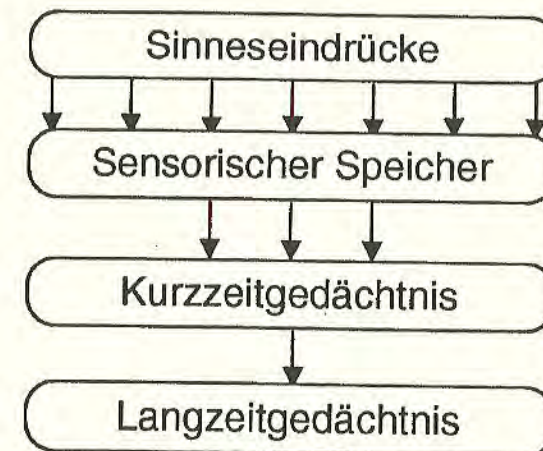 Sinneseindrücke
Sensorischer Speicher
Kurzzeitgedächtnis
Langzeitgedächtnis